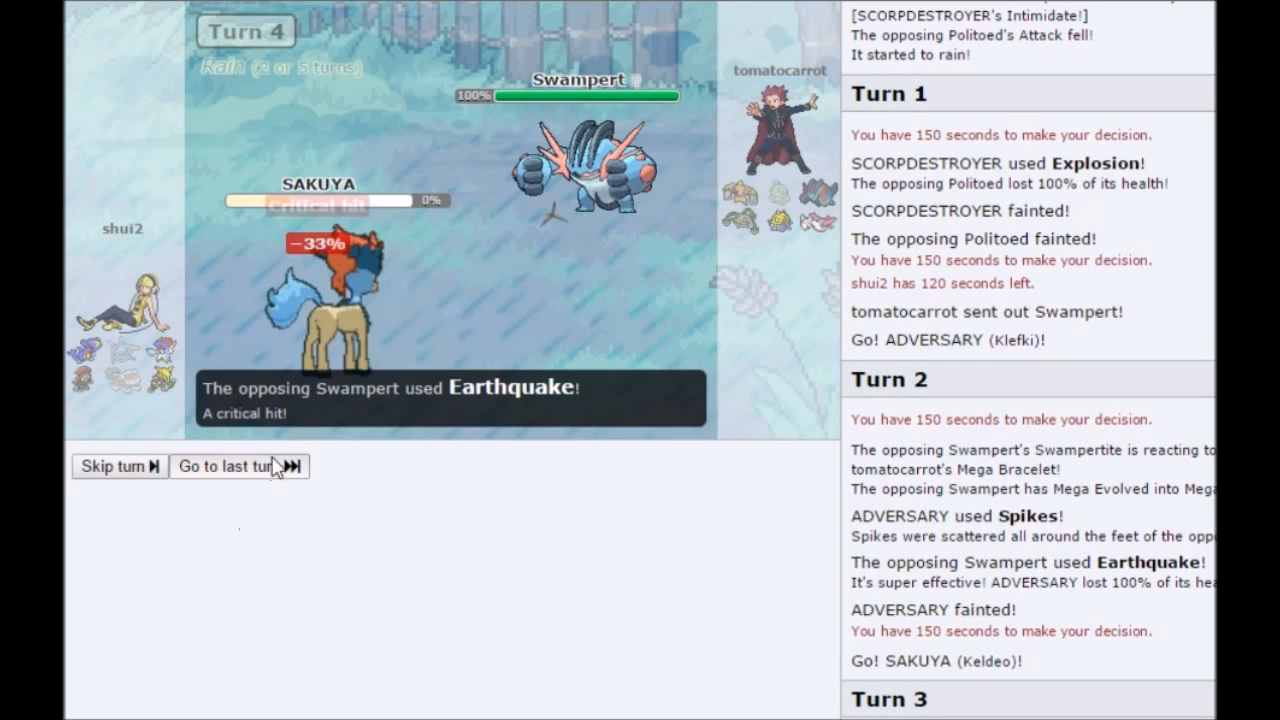 Turn 4
Rain (2 or 5 turns)
Swampert
100%
tomatocarrot
SAKUYA
0%
Critical hit
−33%
shui2
The opposing Swampert used Earthquake!
A critical hit!
Skip turn
Go to last tur
[SCORPDESTROYER's Intimidate!]
The opposing Politoed's Attack fell!
It started to rain!
Turn 1
You have 150 seconds to make your decision.
SCORPDESTROYER used Explosion!
The opposing Politoed lost 100% of its health!
SCORPDESTROYER fainted!
The opposing Politoed fainted!
You have 150 seconds to make your decision.
shui2 has 120 seconds left.
tomatocarrot sent out Swampert!
Go! ADVERSARY (Klefki)!
Turn 2
You have 150 seconds to make your decision.
The opposing Swampert's Swampertite is reacting to
tomatocarrot's Mega Bracelet!
The opposing Swampert has Mega Evolved into Mega
ADVERSARY used Spikes!
Spikes were scattered all around the feet of the opp
The opposing Swampert used Earthquake!
It's super effective! ADVERSARY lost 100% of its hea
ADVERSARY fainted!
You have 150 seconds to make your decision.
Go! SAKUYA (Keldeo)!
Turn 3